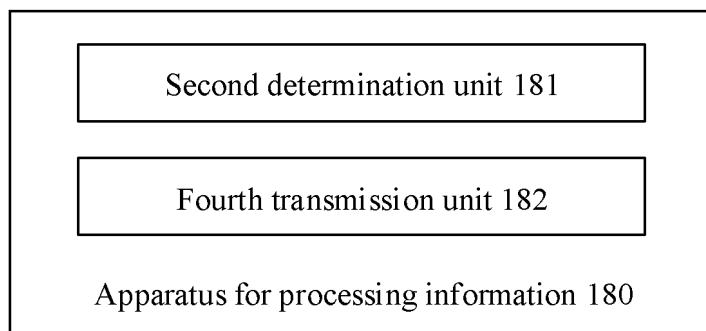 Second determination unit 181
Fourth transmission unit 182
Apparatus for processing information 180